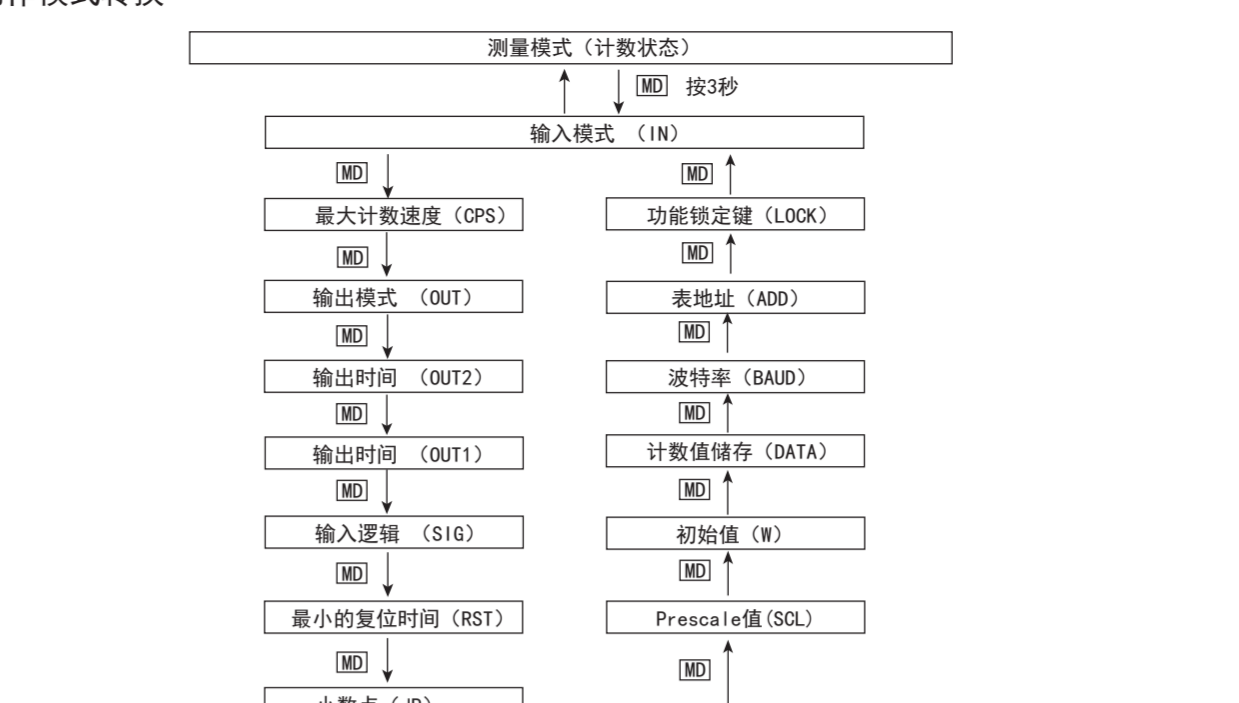 测量模式（计数状态）
MD 按3秒
输入模式 （IN）
MD
最大计数速度（CPS）
MD
输出模式 （OUT）
MD
输出时间 （OUT2）
MD
输出时间 （OUT1）
MD
输入逻辑 （SIG）
MD
最小的复位时间（RST）
MD
MD
功能锁定键（LOCK）
MD
表地址（ADD）
MD
波特率（BAUD）
MD
计数值储存（DATA）
MD
初始值（W）
MD
Prescale值(SCL)
MD